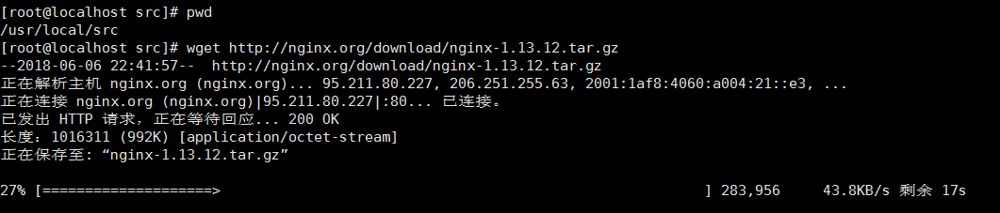 [root@localhost src]# pwd
/usr/local/src
[root@localhost src]# wget http://nginx.org/download/nginx-1.13.12.tar.gz
--2018-06-06 22:41:57--  http://nginx.org/download/nginx-1.13.12.tar.gz
正在解析主机 nginx.org (nginx.org)... 95.211.80.227, 206.251.255.63, 2001:1af8:4060:a004:21::e3, ...
正在连接 nginx.org (nginx.org)|95.211.80.227|:80... 已连接。
已发出 HTTP 请求，正在等待回应... 200 OK
长度：1016311 (992K) [application/octet-stream]
正在保存至: “nginx-1.13.12.tar.gz”
27% [=====================> ] 283,956 43.8KB/s 剩余 17s